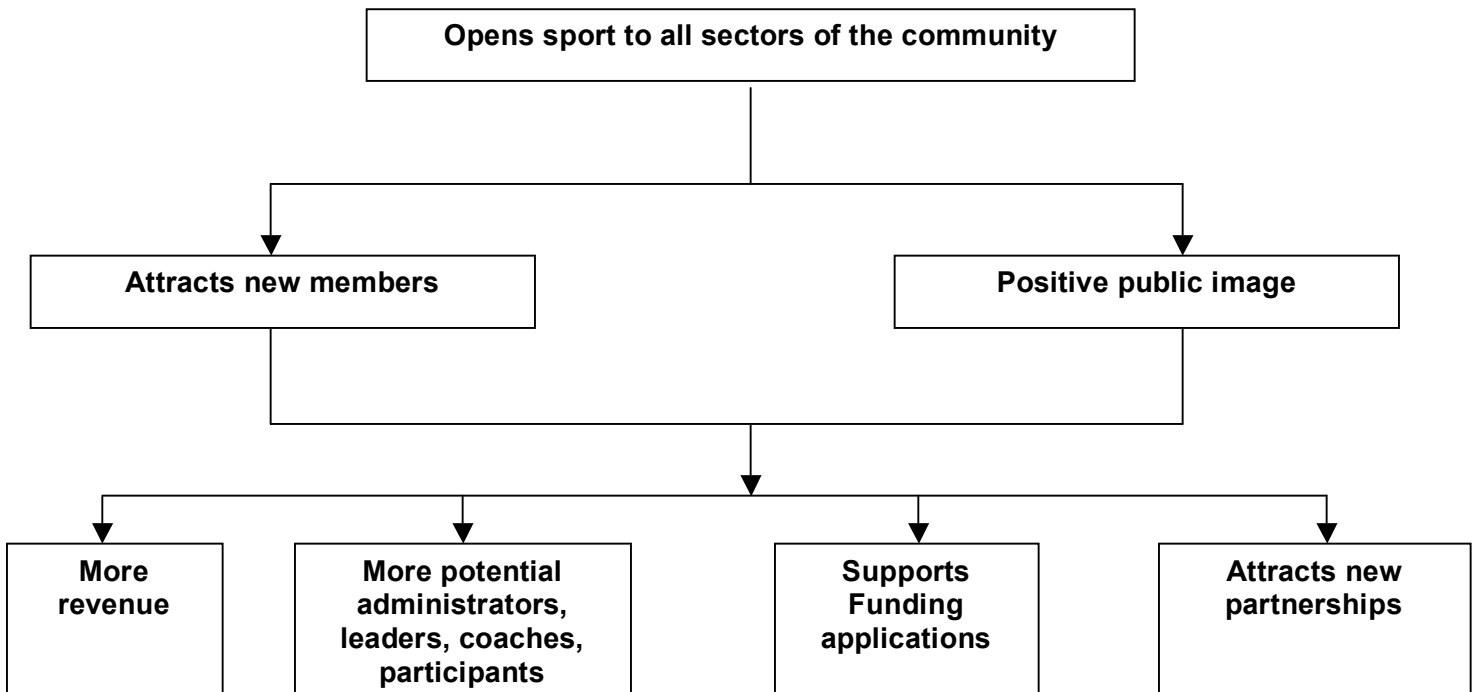 Opens sport to all sectors of the community
Attracts new members
Positive public image
More
revenue
More potential
administrators,
leaders, coaches,
participants
Supports
Funding
applications
Attracts new
partnerships